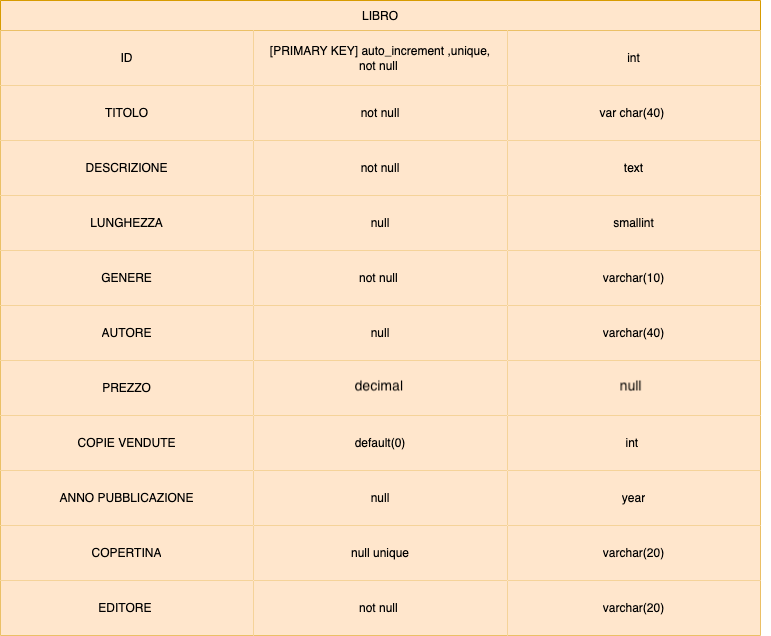 LIBRO
ID
[PRIMARY KEY] auto_increment ,unique,
not null
int
TITOLO
not null
var char(40)
DESCRIZIONE
not null
text
LUNGHEZZA
null
smallint
GENERE
not null
varchar(10)
AUTORE
null
varchar(40)
PREZZO
decimal
null
COPIE VENDUTE
default(0)
int
ANNO PUBBLICAZIONE
null
year
COPERTINA
null unique
varchar(20)
EDITORE
not null
varchar(20)